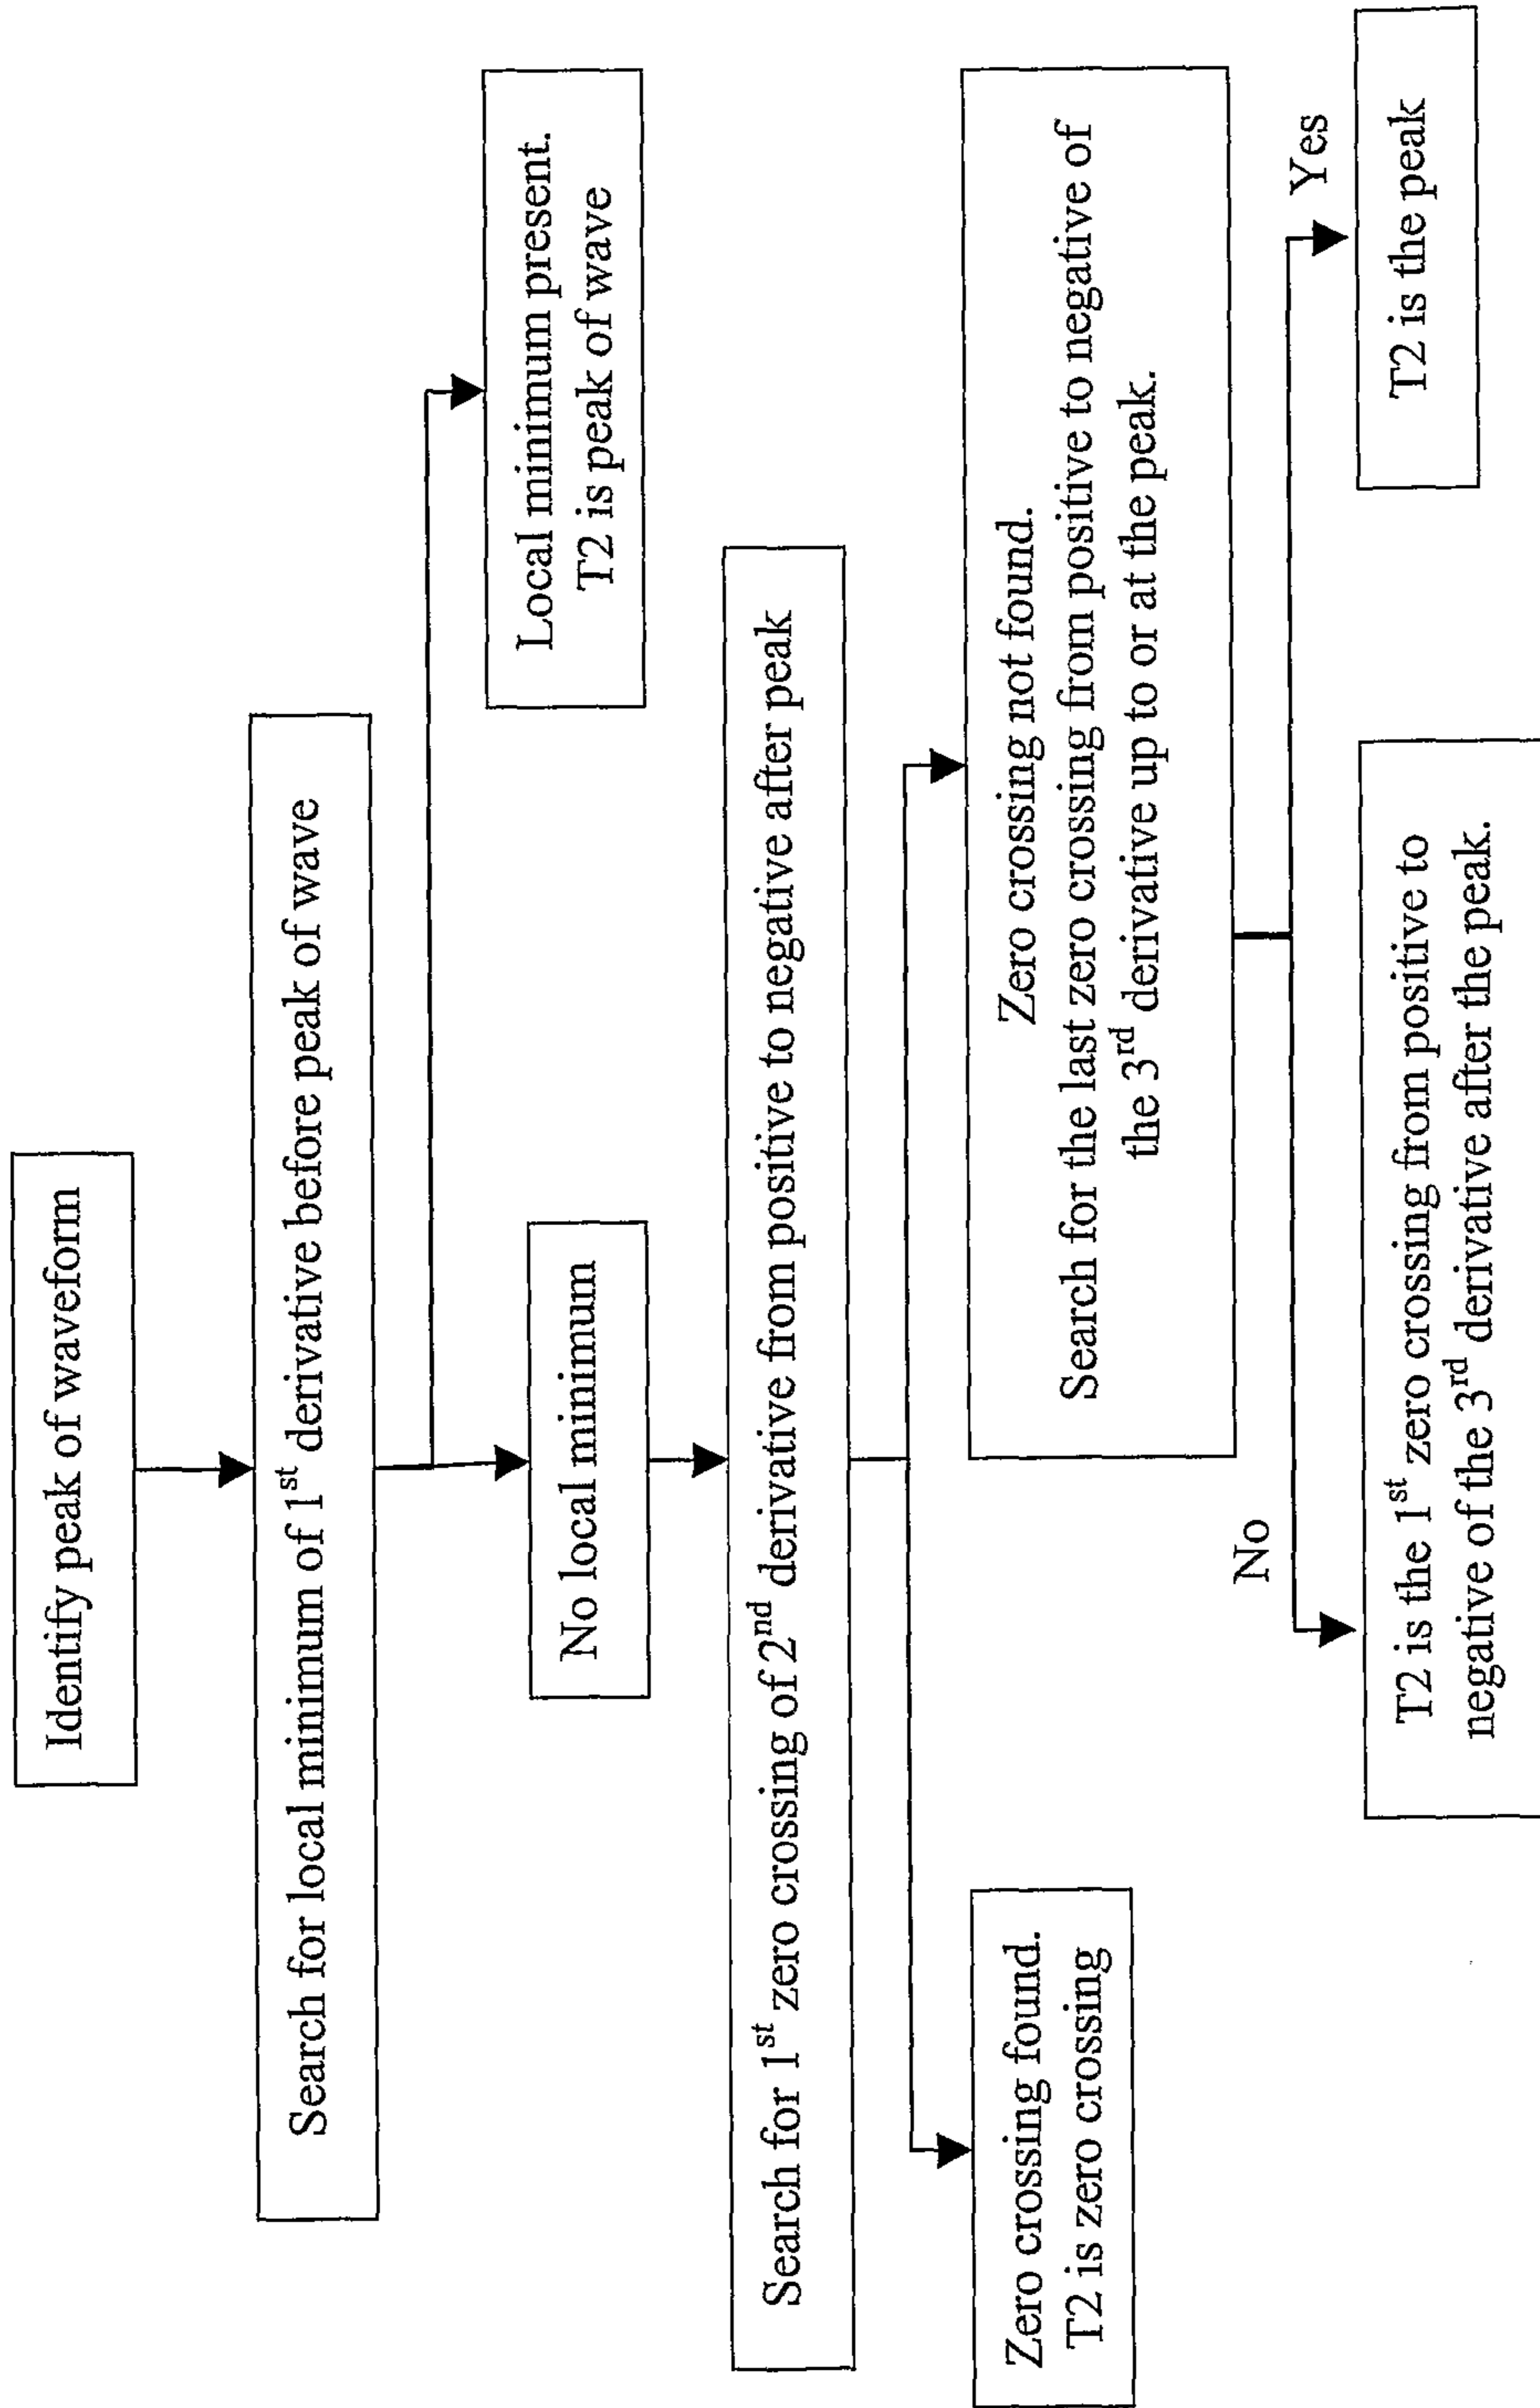 Identify peak of waveform
Search for local minimum of 1st derivative before peak of wave
Local minimum present.
T2 is peak of wave
No local minimum
Search for 1st zero crossing of 2nd derivative from positive to negative after peak
Zero crossing found.
T2 is zero crossing
Zero crossing not found.
Search for the last zero crossing from positive to negative of
the 3rd derivative up to or at the peak.
No
Yes
T2 is the 1st zero crossing from positive to
negative of the 3rd derivative after the peak.
T2 is the peak